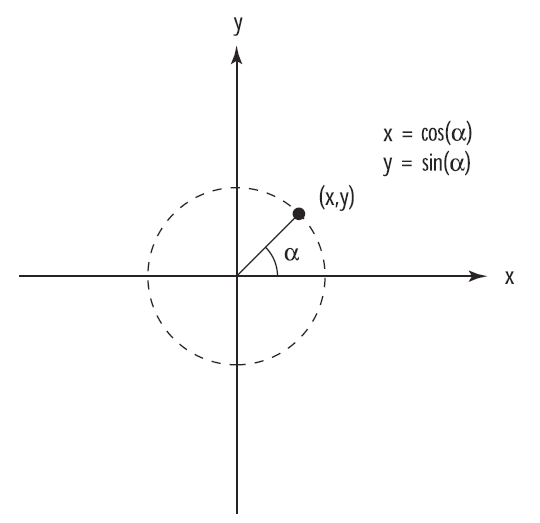 y
x = cos(α)
y = sin(α)
(x,y)
α
x